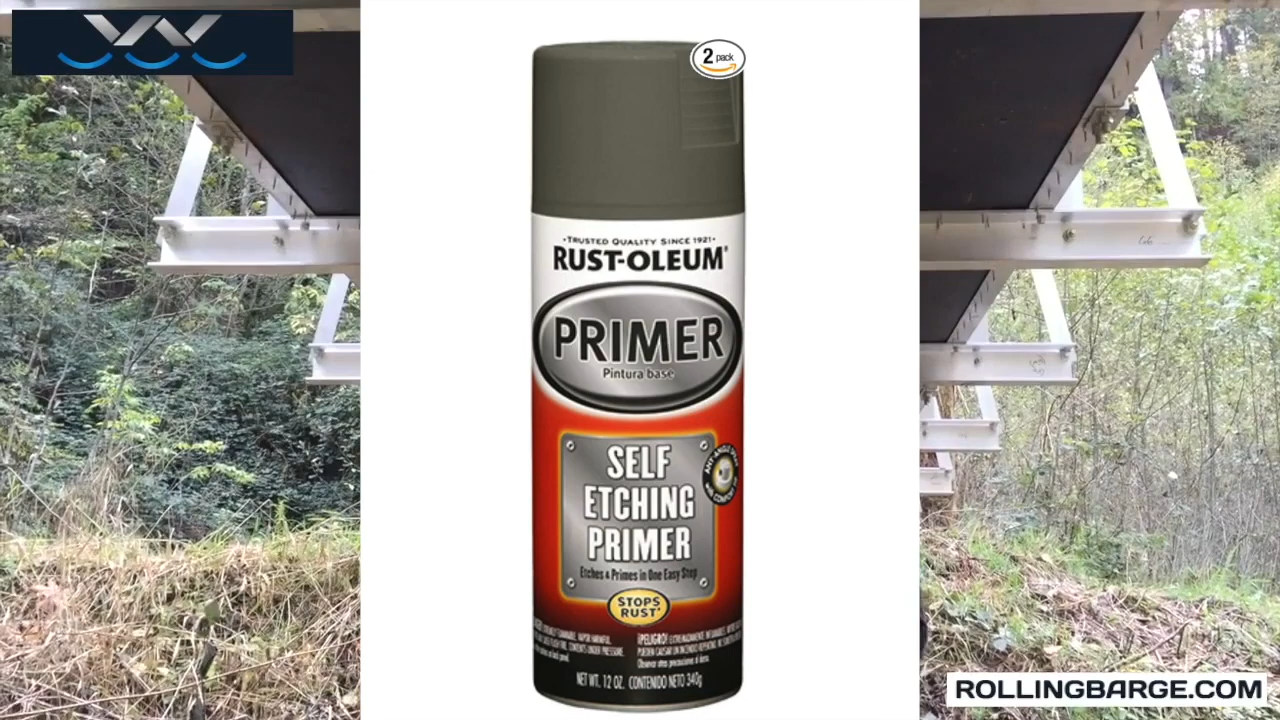 2 pack
•TRUSTED QUALITY SINCE 1921•
RUST-OLEUM®
PRIMER
Pintura base
SELF
ETCHING
PRIMER
Etches & Primes in One Easy Step
STOPS
RUST®
¡PELIGRO!
NET WT. 12 OZ. CONTENIDO NETO 340g
ROLLINGBARGE.COM